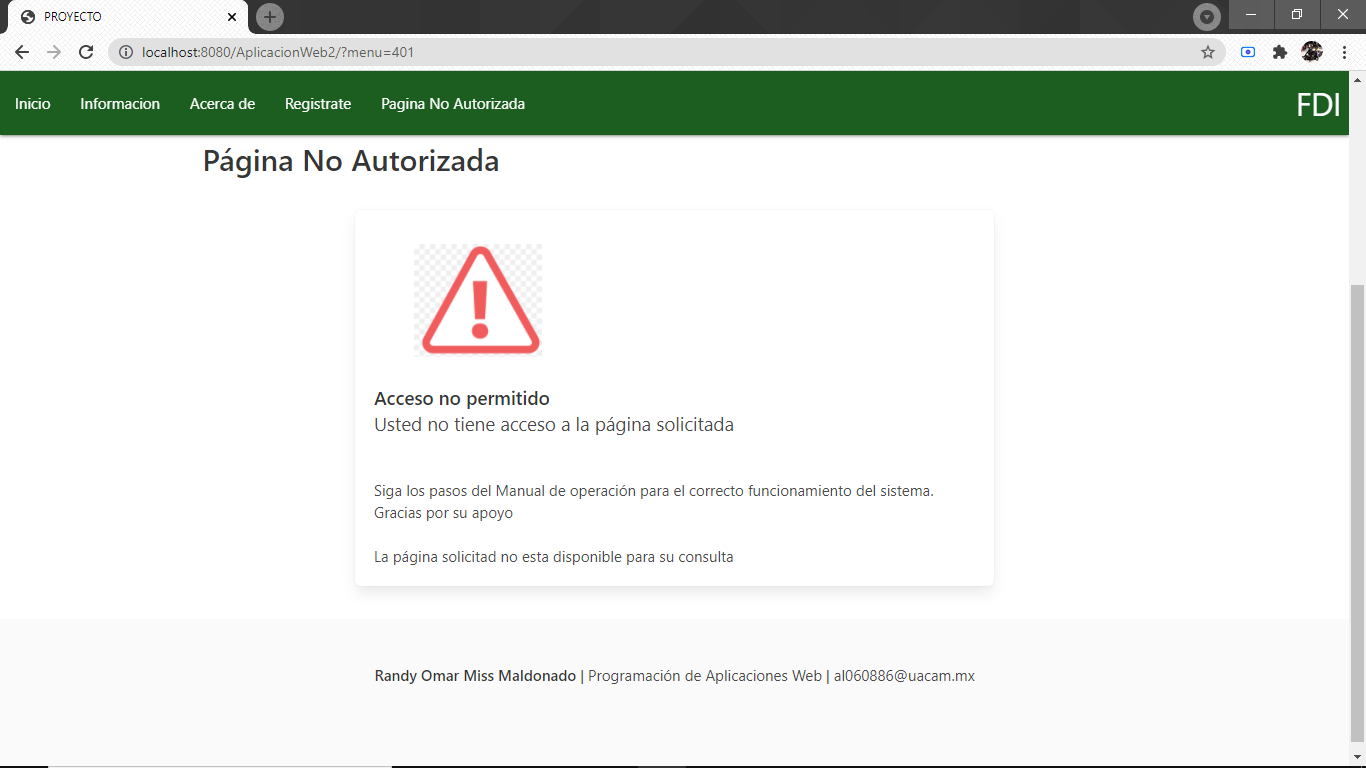 PROYECTO
localhost:8080/AplicacionWeb2/?menu=401
Inicio Informacion Acerca de Registrate Pagina No Autorizada FDI
Página No Autorizada
Acceso no permitido
Usted no tiene acceso a la página solicitada
Siga los pasos del Manual de operación para el correcto funcionamiento del sistema.
Gracias por su apoyo
La página solicitad no esta disponible para su consulta
Randy Omar Miss Maldonado | Programación de Aplicaciones Web | al060886@uacam.mx